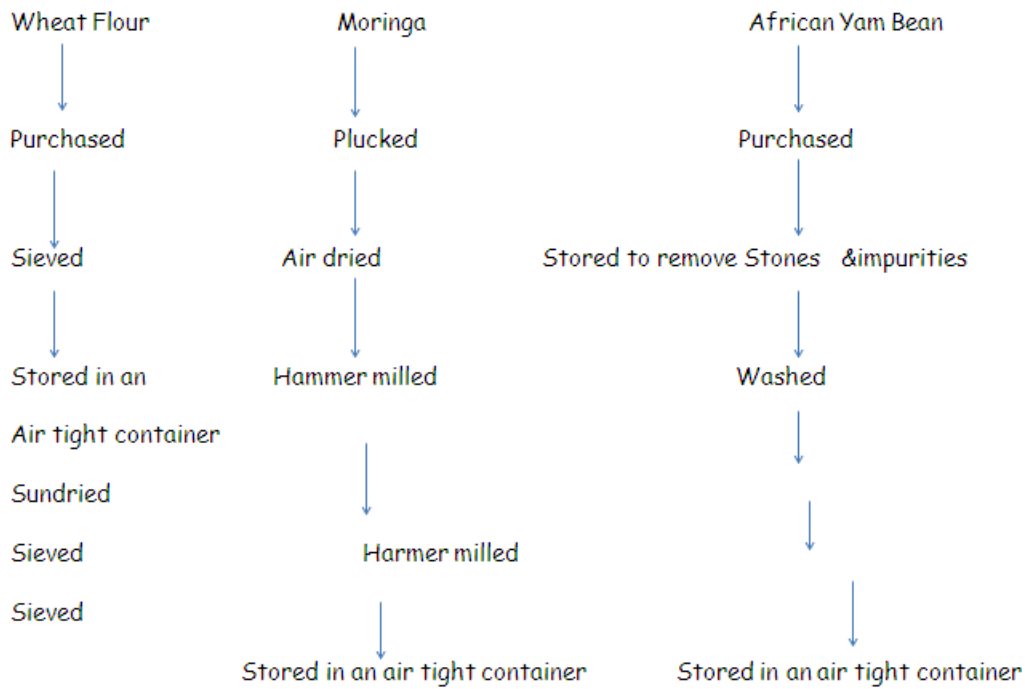 Wheat Flour Moringa African Yam Bean
Purchased Plucked Purchased
Sieved Air dried Stored to remove Stones &impurities
Stored in an Hammer milled Washed
Air tight container
Sundried
Sieved Harmer milled
Sieved
Stored in an air tight container Stored in an air tight container